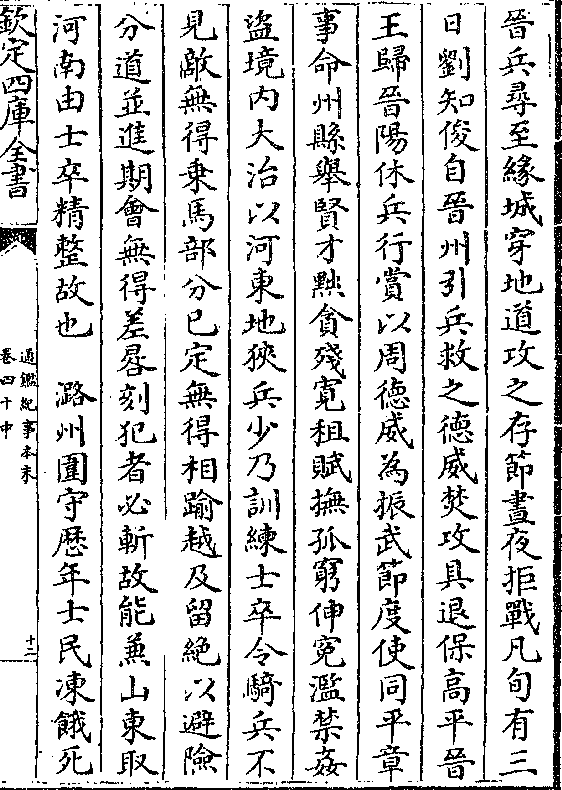 晉兵尋至緣城穿地道攻之存節晝夜拒戰凡旬有三
日劉知俊自晉州引兵救之德威焚攻具退保高平晉
王歸晉陽休兵行賞以周德威為振武節度使同平章
事命州縣舉賢才黜貪殘寛租賦撫孤窮伸寃濫禁姦
盜境内大治以河東地狹兵少乃訓練士卒令騎兵不
見敵無得乗馬部分已定無得相踰越及留絶以避險
分道並進期會無得差晷刻犯者必斬故能兼山東取
河南由士卒精整故也　潞州圍守歴年士民凍餓死
欽定四庫全書
通鑑紀事本末
卷四十中
十二